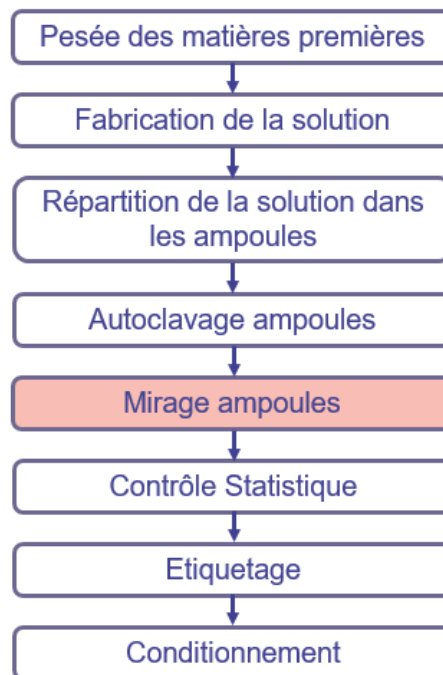 Pesée des matières premières
Fabrication de la solution
Répartition de la solution dans
les ampoules
Autoclavage ampoules
Mirage ampoules
Contrôle Statistique
Etiquetage
Conditionnement